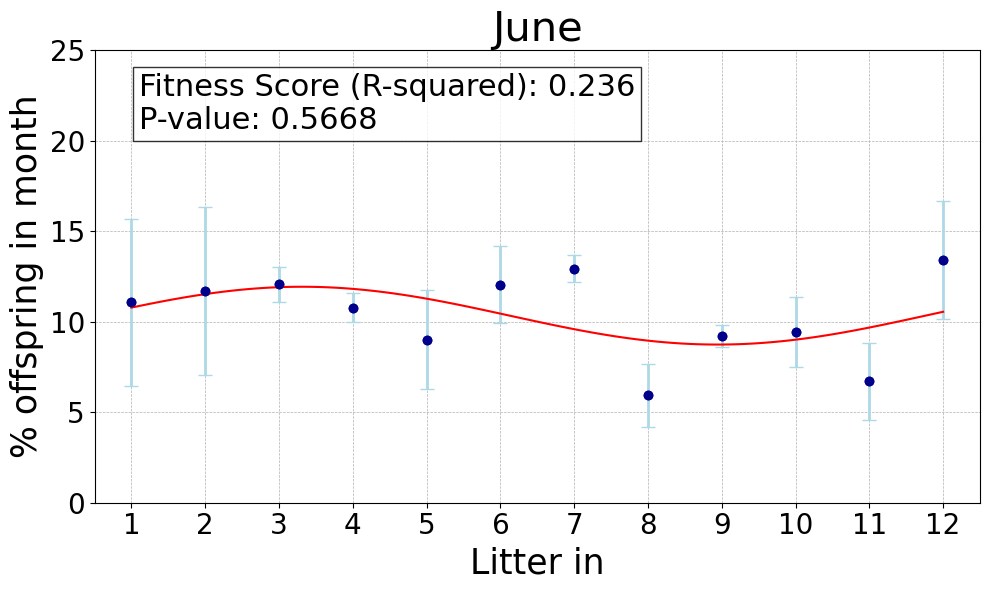 June
Fitness Score (R-squared): 0.236
P-value: 0.5668
% offspring in month
25
20
15
10
5
0
1 2 3 4 5 6 7 8 9 10 11 12
Litter in